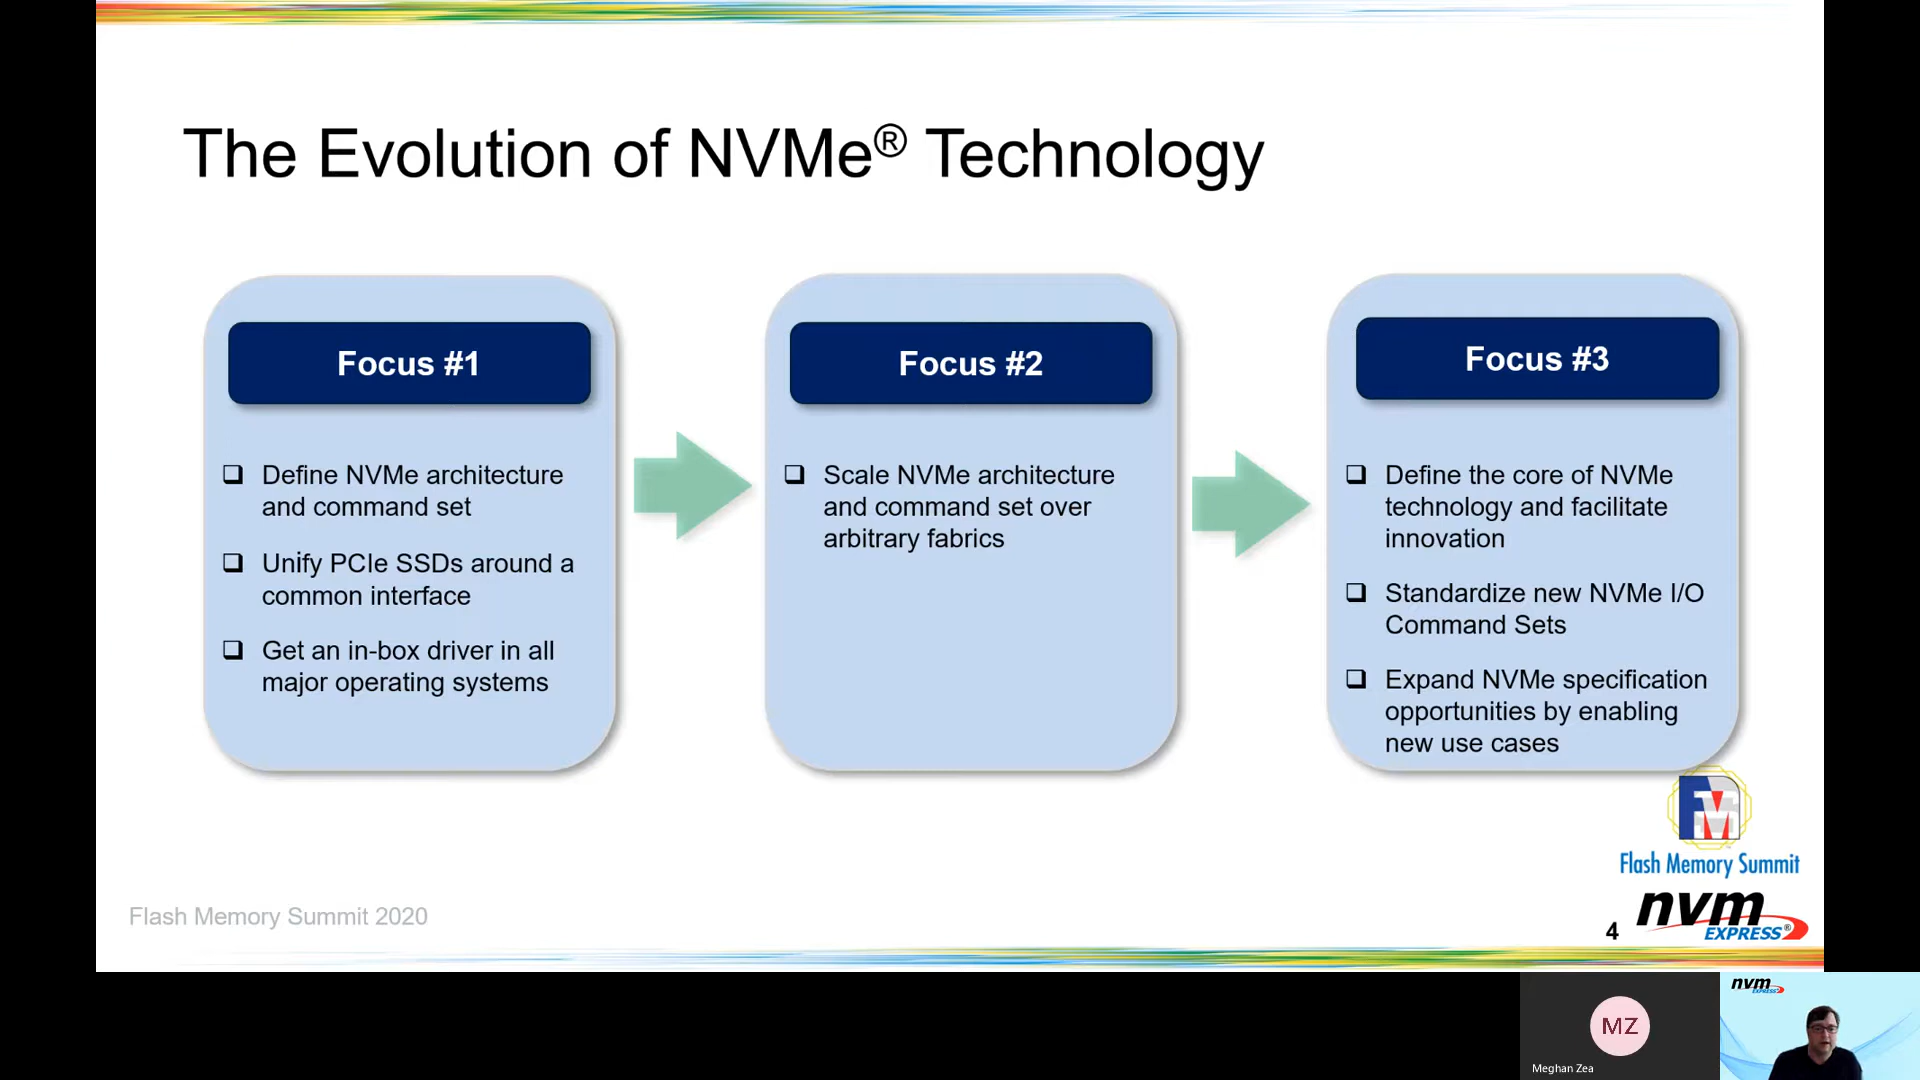 The Evolution of NVMe® Technology
Focus #1
❑ Define NVMe architecture
and command set
❑ Unify PCIe SSDs around a
common interface
❑ Get an in-box driver in all
major operating systems
Focus #2
❑ Scale NVMe architecture
and command set over
arbitrary fabrics
Focus #3
❑ Define the core of NVMe
technology and facilitate
innovation
❑ Standardize new NVMe I/O
Command Sets
❑ Expand NVMe specification
opportunities by enabling
new use cases
FM
Flash Memory Summit
Flash Memory Summit 2020
4
nvm
EXPRESS®
MZ
Meghan Zea
nvm
EXPRESS